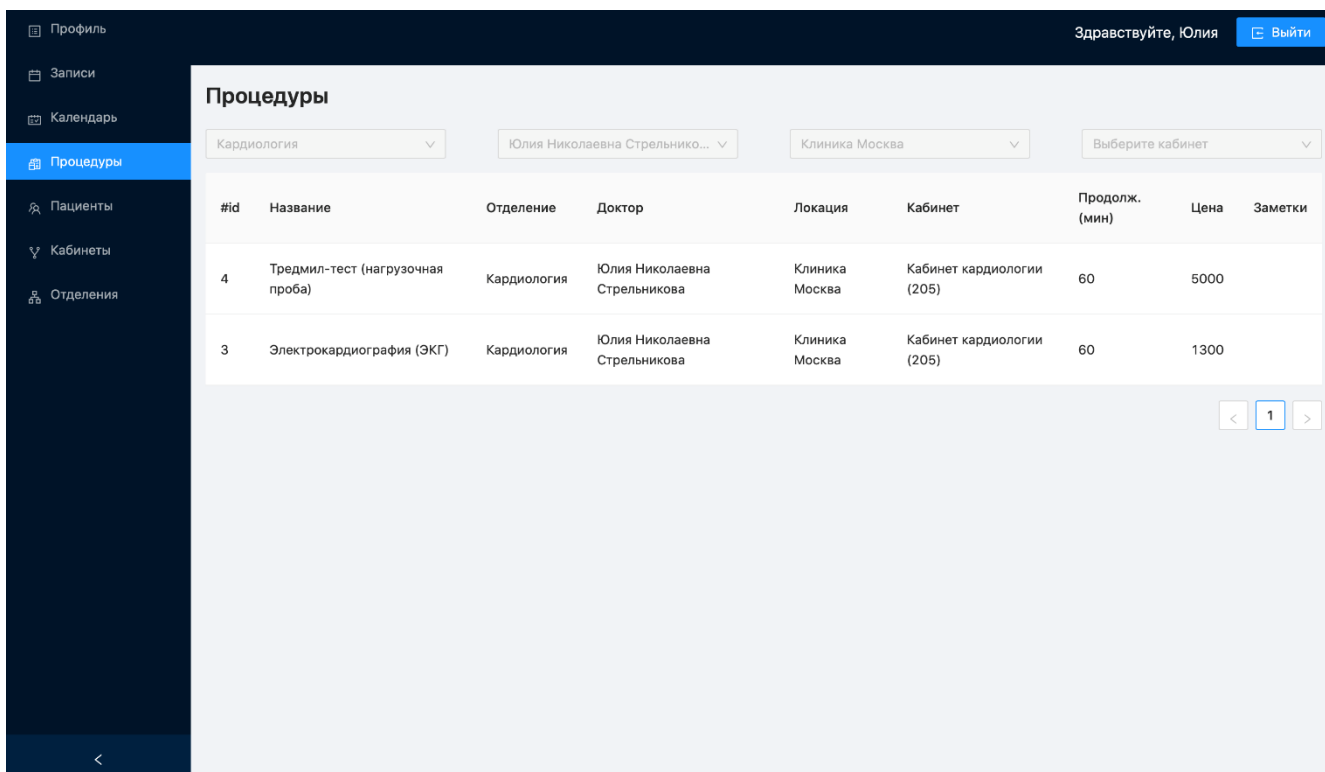 Профиль
Здравствуйте, Юлия
Выйти
Записи
Календарь
Процедуры
Пациенты
Кабинеты
Отделения
Процедуры
Кардиология
Юлия Николаевна Стрельнико...
Клиника Москва
Выберите кабинет
#id Название Отделение Доктор Локация Кабинет Продолж. Цена Заметки
(мин)
4 Тредмил-тест (нагрузочная Кардиология Юлия Николаевна Клиника Кабинет кардиологии 60 5000
проба) Стрельникова Москва (205)
3 Электрокардиография (ЭКГ) Кардиология Юлия Николаевна Клиника Кабинет кардиологии 60 1300
Стрельникова Москва (205)
< 1 >
<